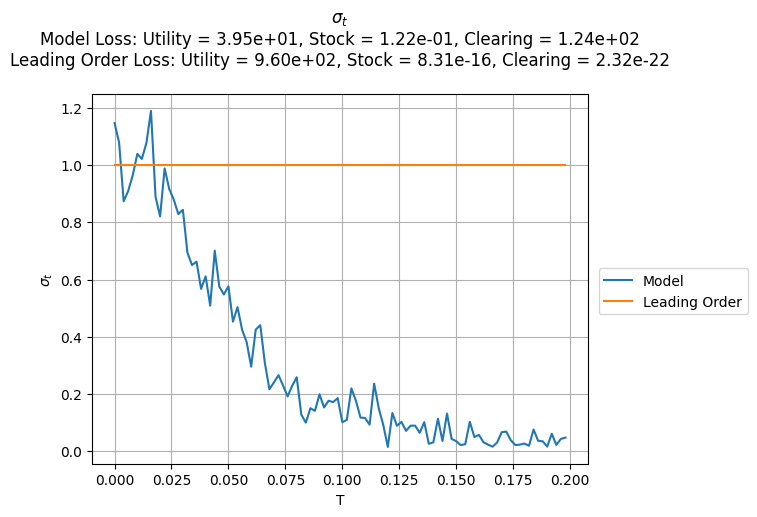 σₜ
Model Loss: Utility = 3.95e+01, Stock = 1.22e-01, Clearing = 1.24e+02
Leading Order Loss: Utility = 9.60e+02, Stock = 8.31e-16, Clearing = 2.32e-22
1.2
1.0
0.8
0.6
0.4
0.2
0.0
σₜ
0.000 0.025 0.050 0.075 0.100 0.125 0.150 0.175 0.200
T
Model
Leading Order